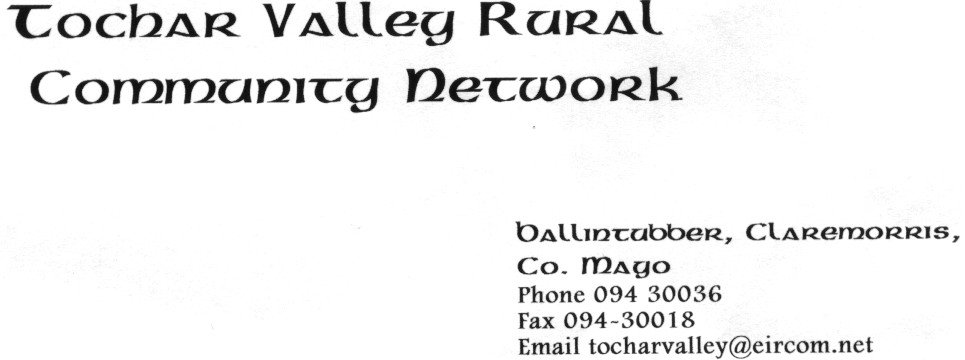 Tochar Valley Rural
Community Network
Ballintubber, Claremorris,
Co. Mayo
Phone 094 30036
Fax 094-30018
Email tocharvalley@eircom.net